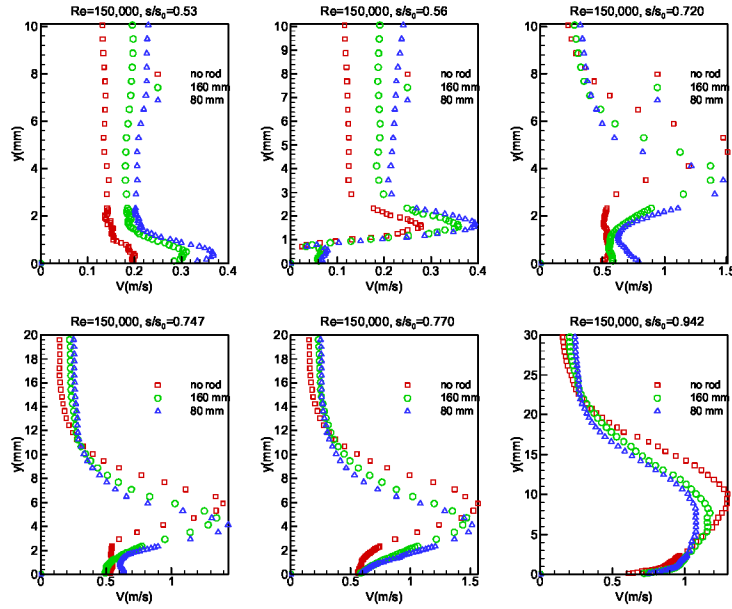 Re=150,000, s/s₀=0.53
10
8
6
4
2
0
y(mm)
no rod
160 mm
80 mm
0
0.1
0.2
0.3
0.4
V(m/s)
Re=150,000, s/s₀=0.56
10
9
8
7
6
5
4
3
2
1
0
y(mm)
no rod
160 mm
80 mm
0
0.1
0.2
0.3
0.4
V(m/s)
Re=150,000, s/s₀=0.720
10
8
6
4
2
0
y(mm)
no rod
160 mm
80 mm
0
0.5
1
1.5
V(m/s)
Re=150,000, s/s₀=0.747
20
18
16
14
12
10
8
6
4
2
0
y(mm)
no rod
160 mm
80 mm
0
0.5
1
V(m/s)
Re=150,000, s/s₀=0.770
20
18
16
14
12
10
8
6
4
2
0
y(mm)
no rod
160 mm
80 mm
0
0.5
1
1.5
V(m/s)
Re=150,000, s/s₀=0.942
30
25
20
15
10
5
0
y(mm)
no rod
160 mm
80 mm
0
0.5
1
V(m/s)